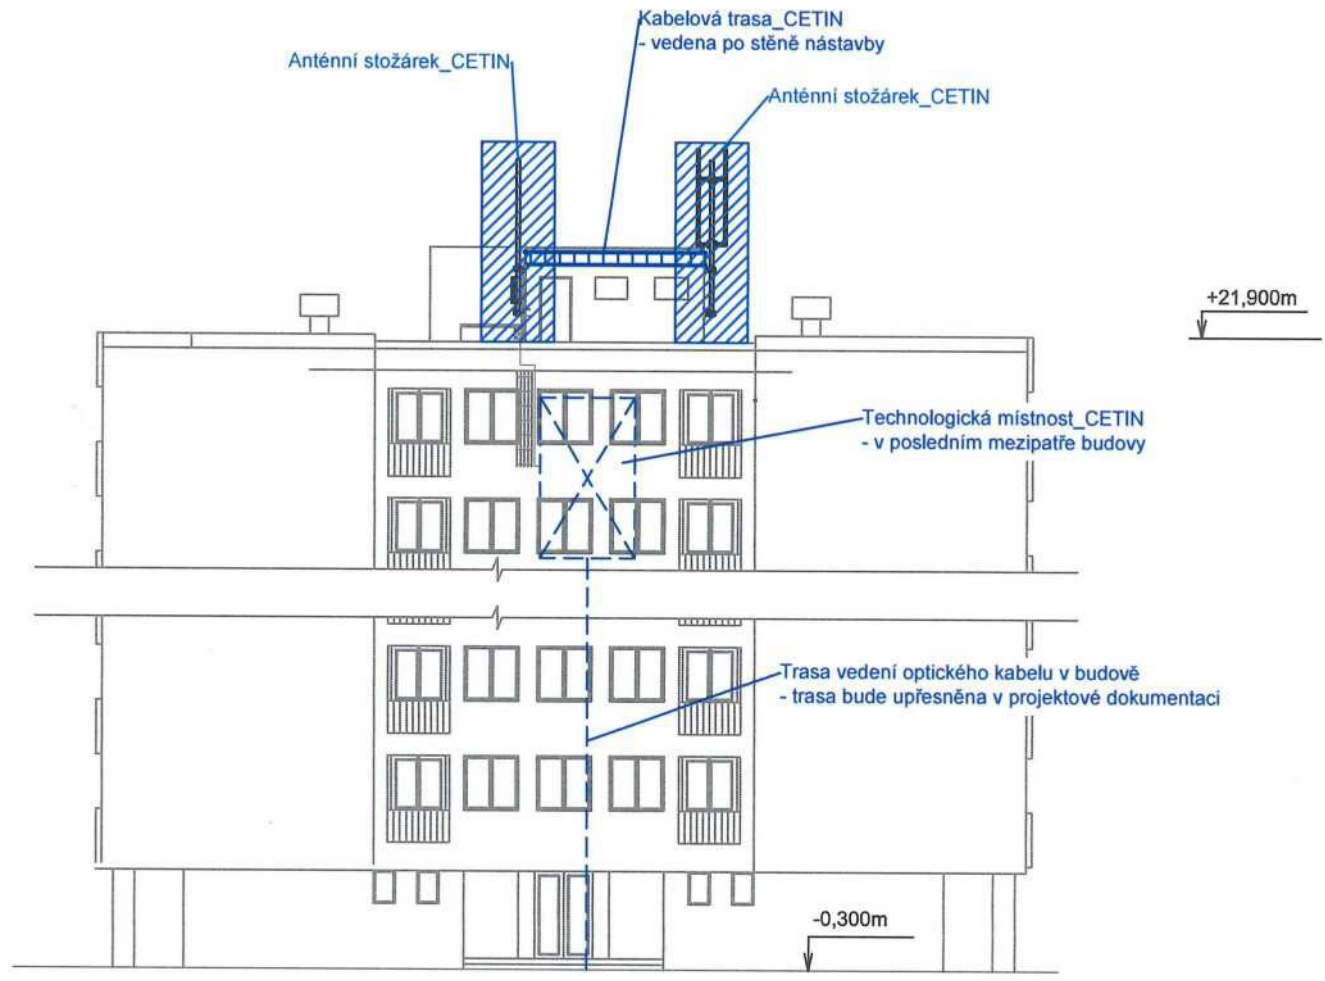 Kabelová trasa_CETIN
- vedena po stěně nástavby
Anténní stožárek_CETIN
Anténní stožárek_CETIN
+21,900m
Technologická místnost_CETIN
- v posledním mezipatře budovy
Trasa vedení optického kabelu v budově
- trasa bude upřesněna v projektové dokumentaci
-0,300m